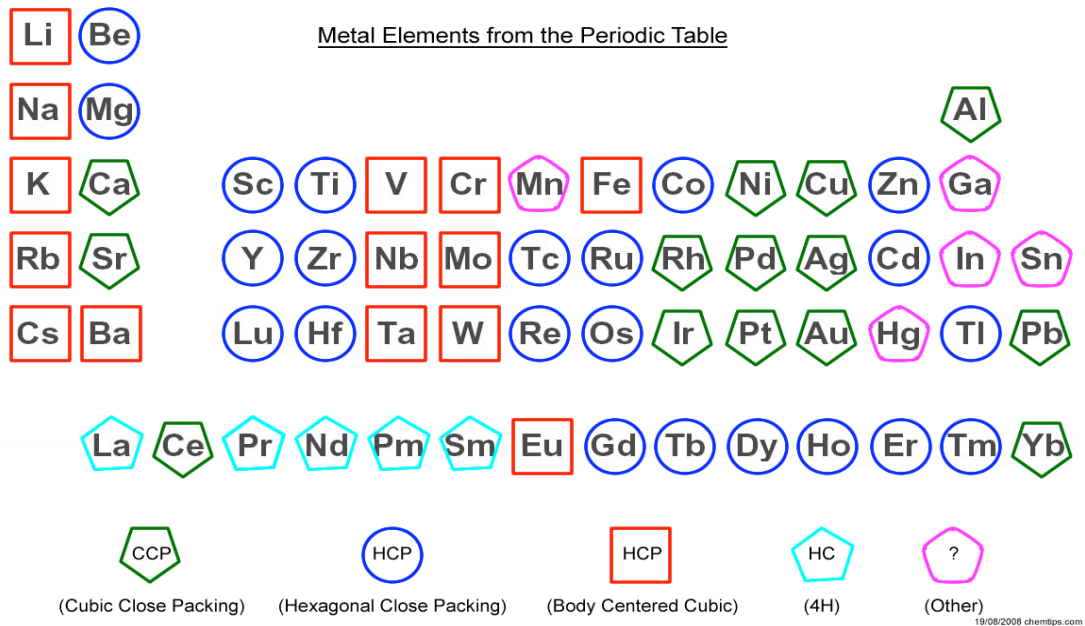 Metal Elements from the Periodic Table
Li Be
Na Mg Al
K Ca Sc Ti V Cr Mn Fe Co Ni Cu Zn Ga
Rb Sr Y Zr Nb Mo Tc Ru Rh Pd Ag Cd In Sn
Cs Ba Lu Hf Ta W Re Os Ir Pt Au Hg Tl Pb
La Ce Pr Nd Pm Sm Eu Gd Tb Dy Ho Er Tm Yb
CCP HCP HCP HC ?
(Cubic Close Packing) (Hexagonal Close Packing) (Body Centered Cubic) (4H) (Other)
19/08/2008 chemtips.com